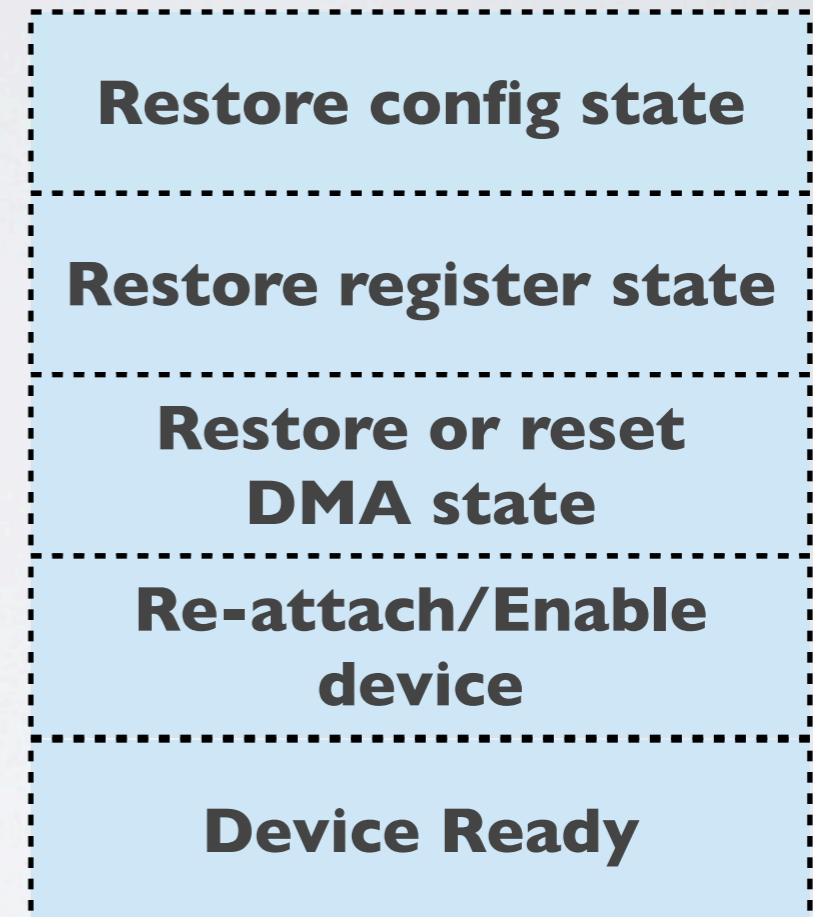 Restore config state
Restore register state
Restore or reset
DMA state
Re-attach/Enable
device
Device Ready